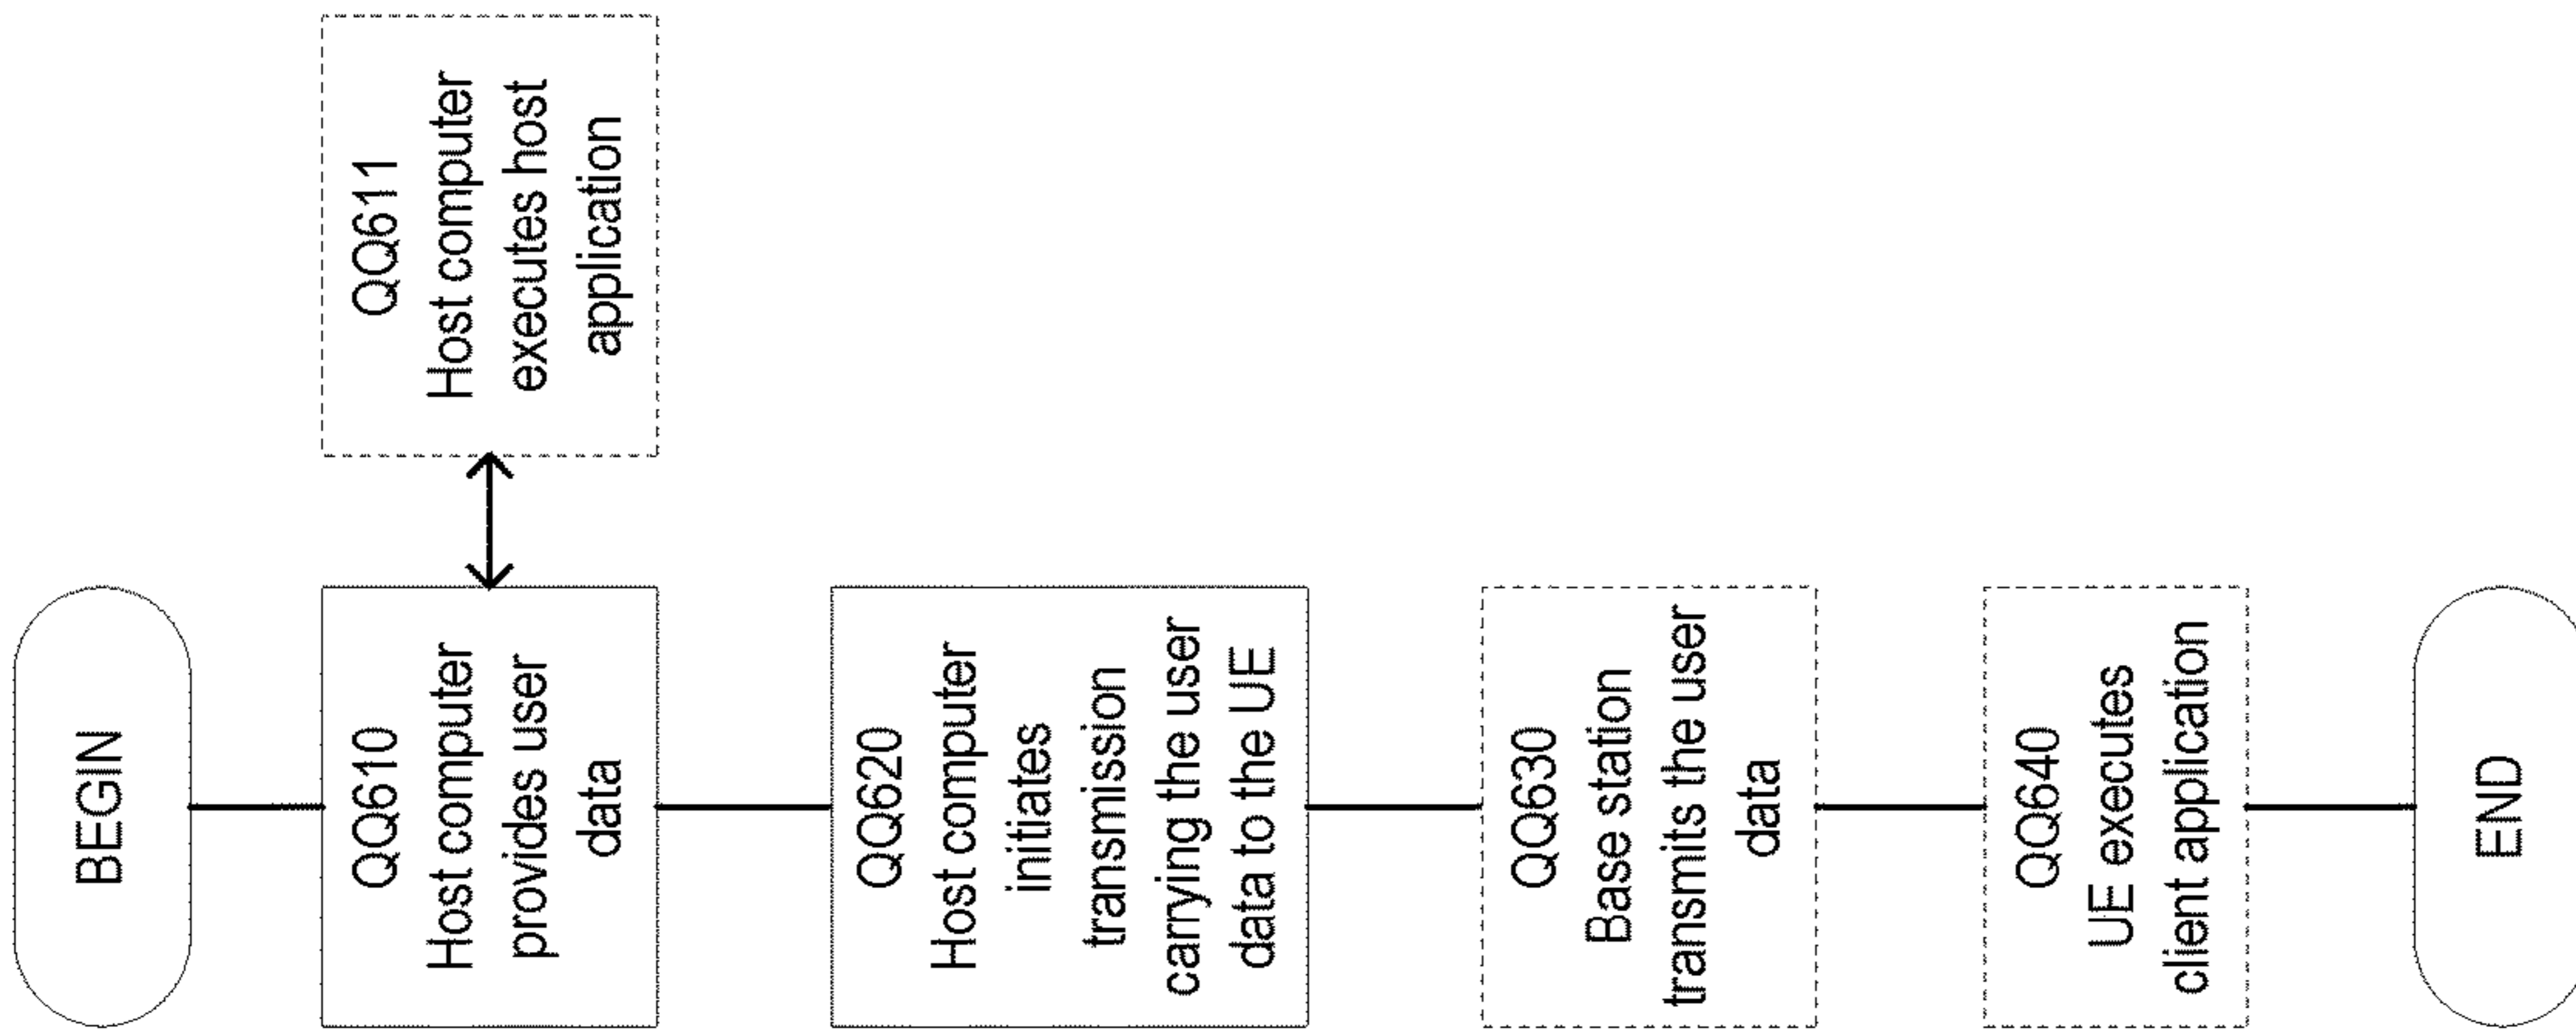 BEGIN
QQ610
Host computer
provides user
data
QQ611
Host computer
executes host
application
QQ620
Host computer
initiates
transmission
carrying the user
data to the UE
QQ630
Base station
transmits the user
data
QQ640
UE executes
client application
END